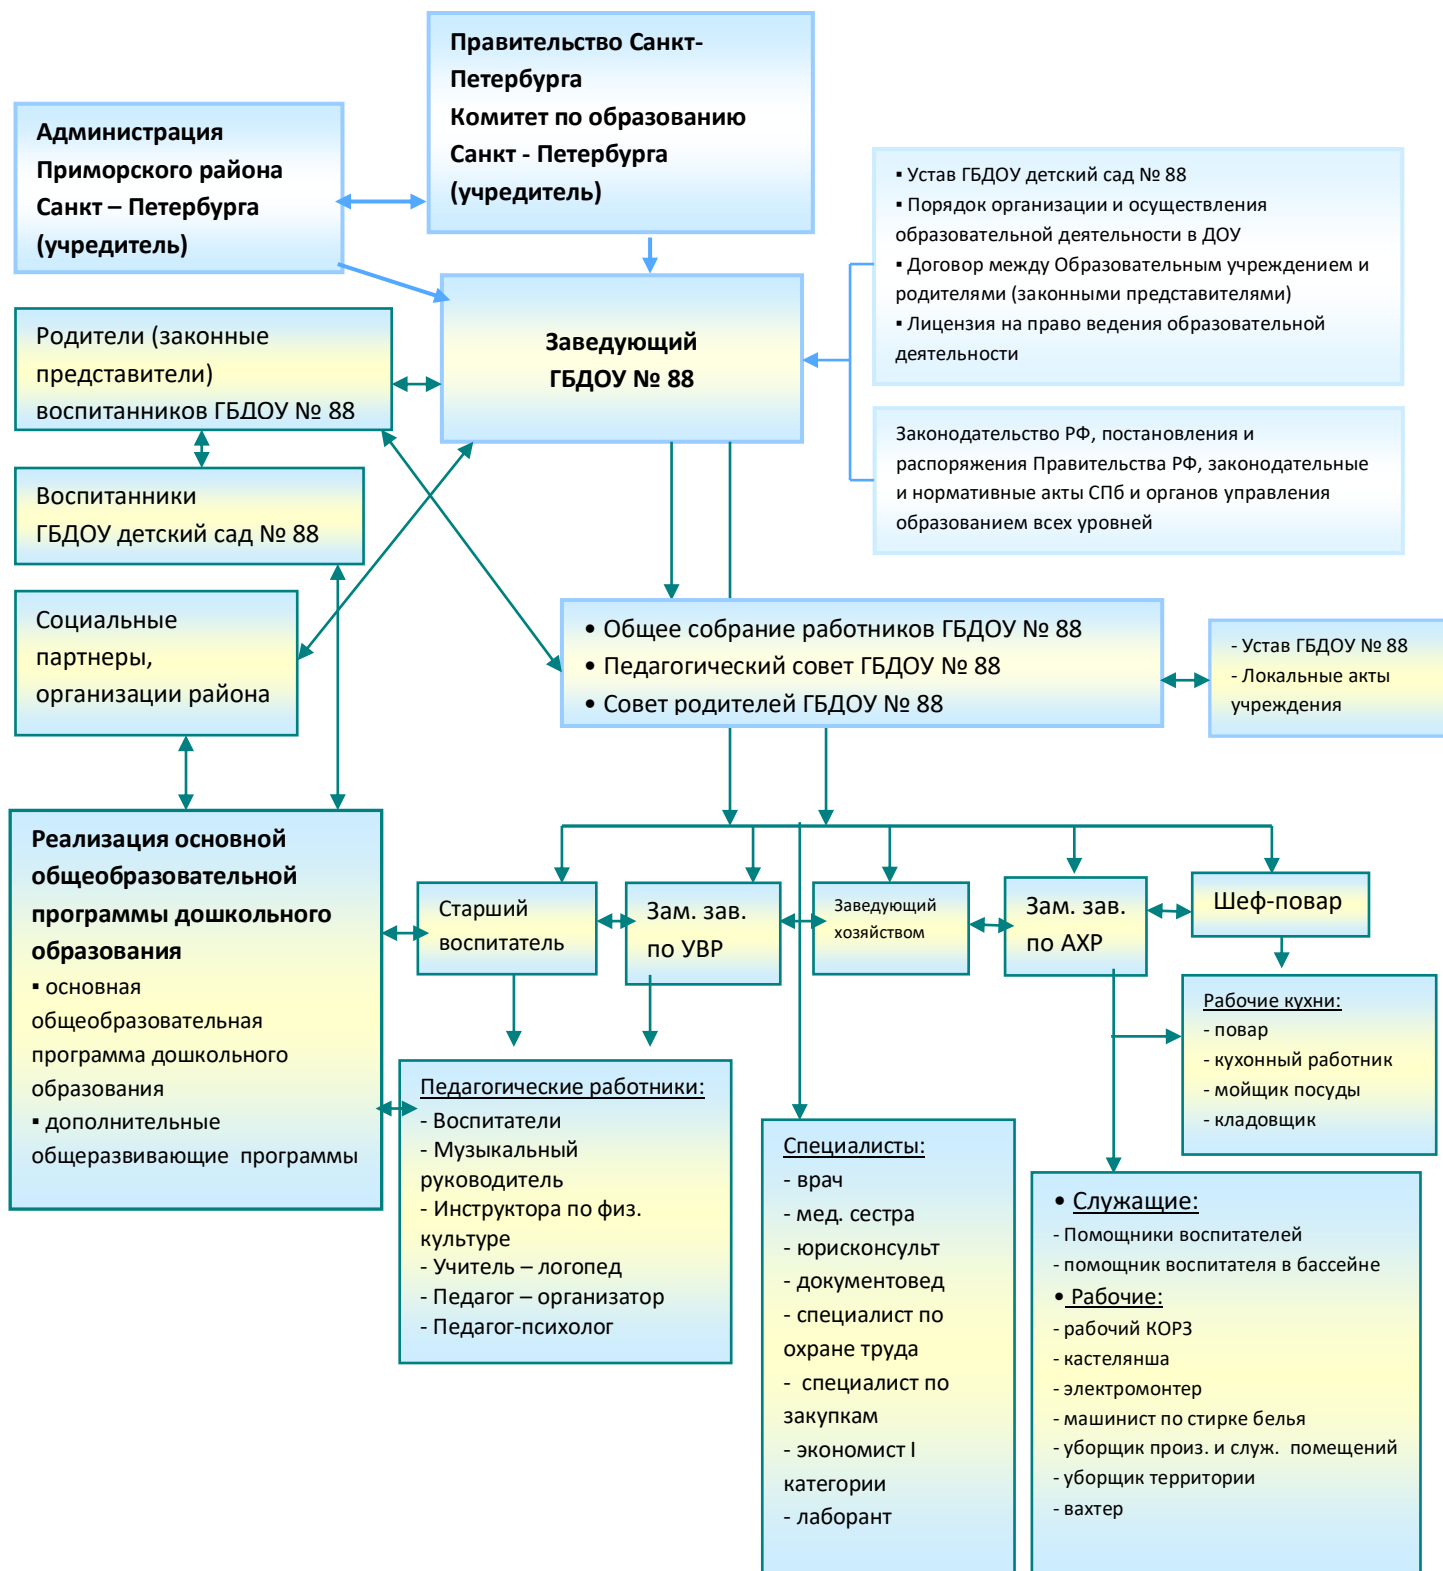 Правительство Санкт-
Петербурга
Комитет по образованию
Санкт - Петербурга
(учредитель)
Администрация
Приморского района
Санкт – Петербурга
(учредитель)
▪ Устав ГБДОУ детский сад № 88
▪ Порядок организации и осуществления
образовательной деятельности в ДОУ
▪ Договор между Образовательным учреждением и
родителями (законными представителями)
▪ Лицензия на право ведения образовательной
деятельности
Заведующий
ГБДОУ № 88
Родители (законные
представители)
воспитанников ГБДОУ № 88
Законодательство РФ, постановления и
распоряжения Правительства РФ, законодательные
и нормативные акты СПб и органов управления
образованием всех уровней
Воспитанники
ГБДОУ детский сад № 88
Социальные
партнеры,
организации района
• Общее собрание работников ГБДОУ № 88
• Педагогический совет ГБДОУ № 88
• Совет родителей ГБДОУ № 88
- Устав ГБДОУ № 88
- Локальные акты
учреждения
Реализация основной
общеобразовательной
программы дошкольного
образования
▪ основная
общеобразовательная
программа дошкольного
образования
▪ дополнительные
общеразвивающие программы
Старший
воспитатель
Зам. зав.
по УВР
Заведующий
хозяйством
Зам. зав.
по АХР
Шеф-повар
Рабочие кухни:
- повар
- кухонный работник
- мойщик посуды
- кладовщик
Педагогические работники:
- Воспитатели
- Музыкальный
руководитель
- Инструктора по физ.
культуре
- Учитель – логопед
- Педагог – организатор
- Педагог-психолог
Специалисты:
- врач
- мед. сестра
- юрисконсульт
- документовед
- специалист по
охране труда
- специалист по
закупкам
- экономист I
категории
- лаборант
• Служащие:
- Помощники воспитателей
- помощник воспитателя в бассейне
• Рабочие:
- рабочий КОРЗ
- кастелянша
- электромонтер
- машинист по стирке белья
- уборщик произ. и служ. помещений
- уборщик территории
- вахтер